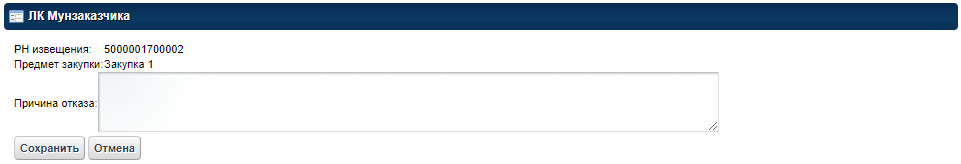 ЛК Мунзаказчика
РН извещения: 5000001700002
Предмет закупки: Закупка 1
Причина отказа:
Сохранить Отмена